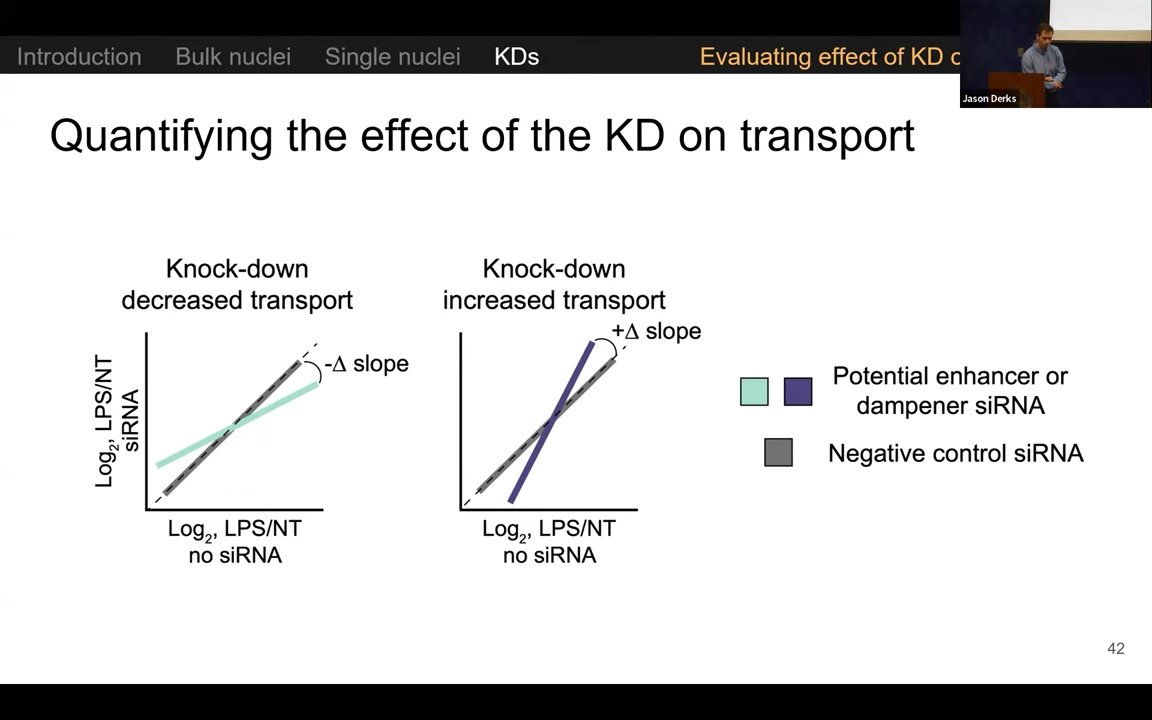 Introduction Bulk nuclei Single nuclei KDs Evaluating effect of KD
Jason Derks
Quantifying the effect of the KD on transport
Knock-down
decreased transport
-Δ slope
Log2, LPS/NT
siRNA
Log2, LPS/NT
no siRNA
Knock-down
increased transport
+Δ slope
Log2, LPS/NT
no siRNA
Potential enhancer or
dampener siRNA
Negative control siRNA
42